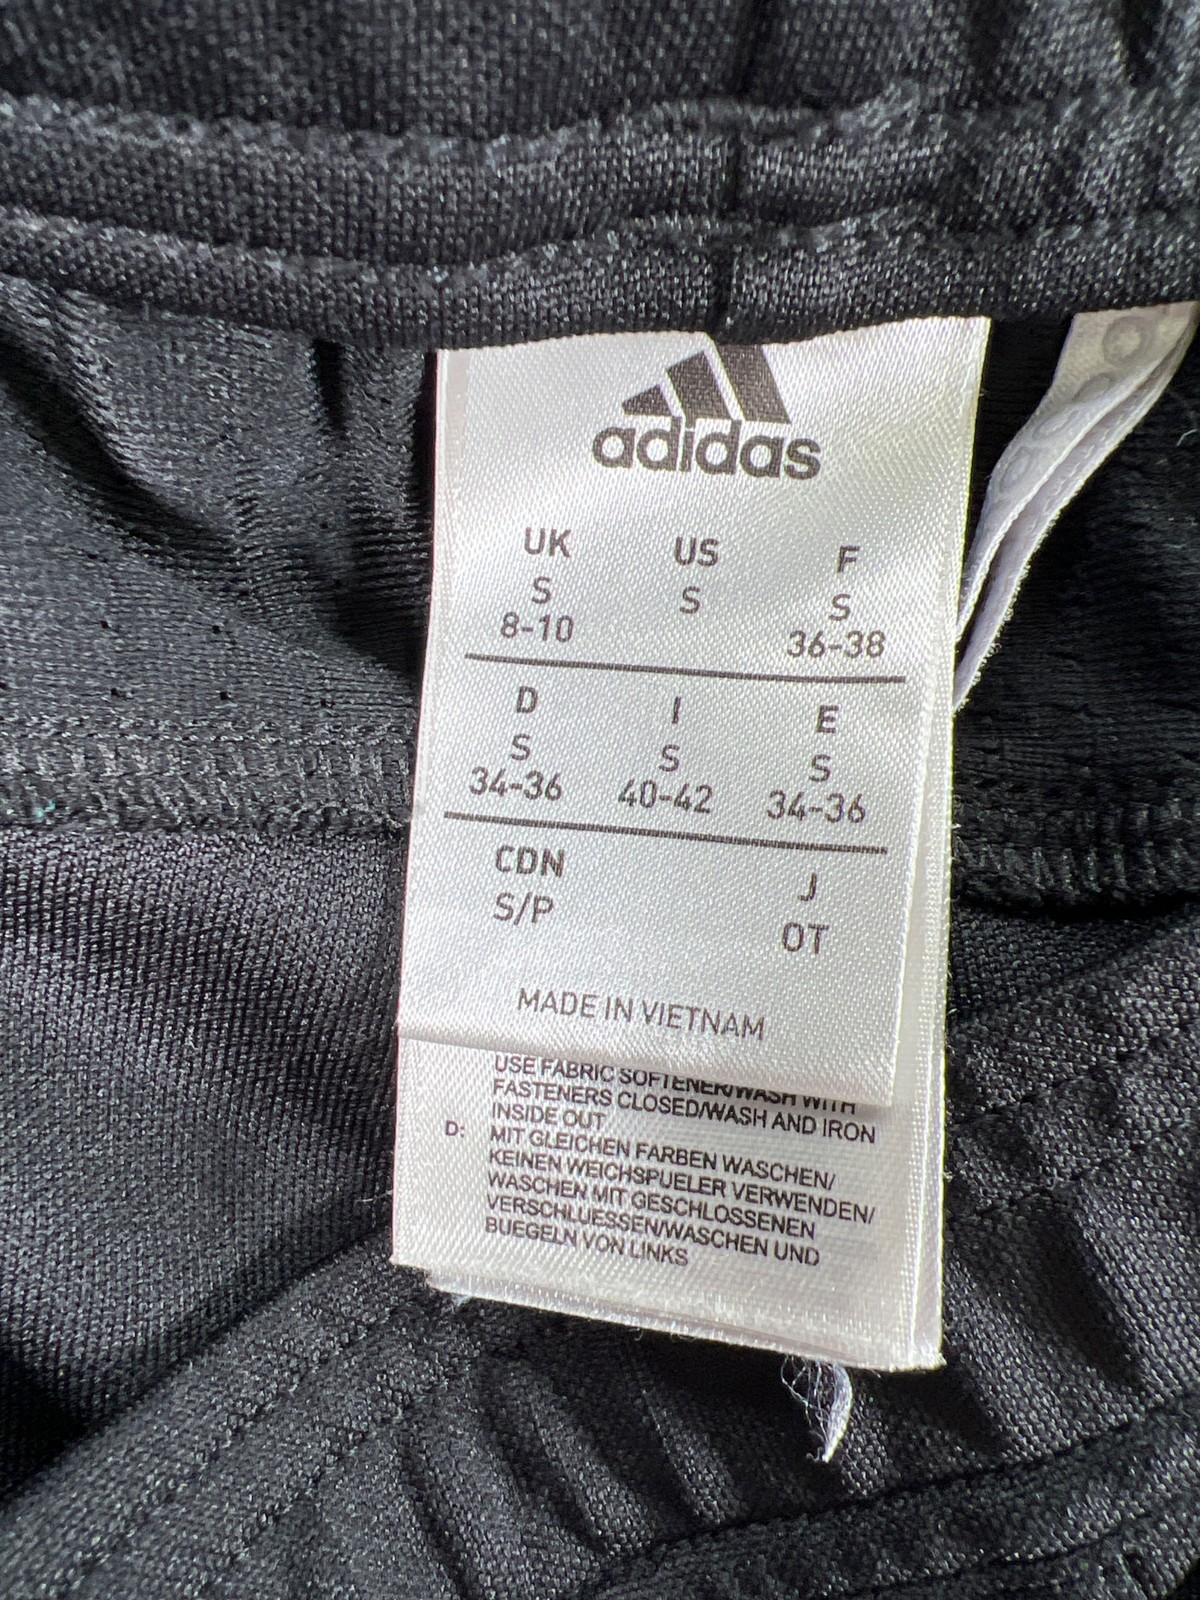 adidas
UK US F
S S S
8-10 36-38
D I E
S S S
34-36 40-42 34-36
CDN J
S/P OT
MADE IN VIETNAM
USE FABRIC SOFTENER/WASH WITH
FASTENERS CLOSED/WASH AND IRON
INSIDE OUT
D: MIT GLEICHEN FARBEN WASCHEN/
KEINEN WEICHSPUELER VERWENDEN/
WASCHEN MIT GESCHLOSSENEN
VERSCHLUESSEN/WASCHEN UND
BUEGELN VON LINKS